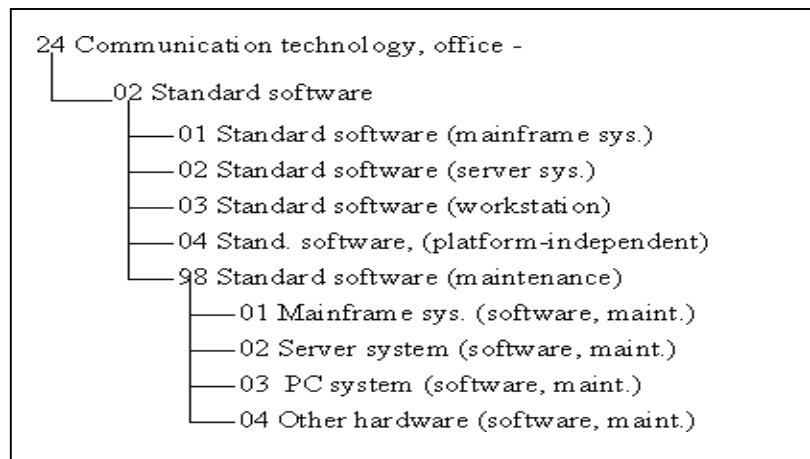 24 Communication technology, office -
02 Standard software
01 Standard software (mainframe sys.)
02 Standard software (server sys.)
03 Standard software (workstation)
04 Stand. software, (platform-independent)
98 Standard software (maintenance)
01 Mainframe sys. (software, maint.)
02 Server system (software, maint.)
03 PC system (software, maint.)
04 Other hardware (software, maint.)